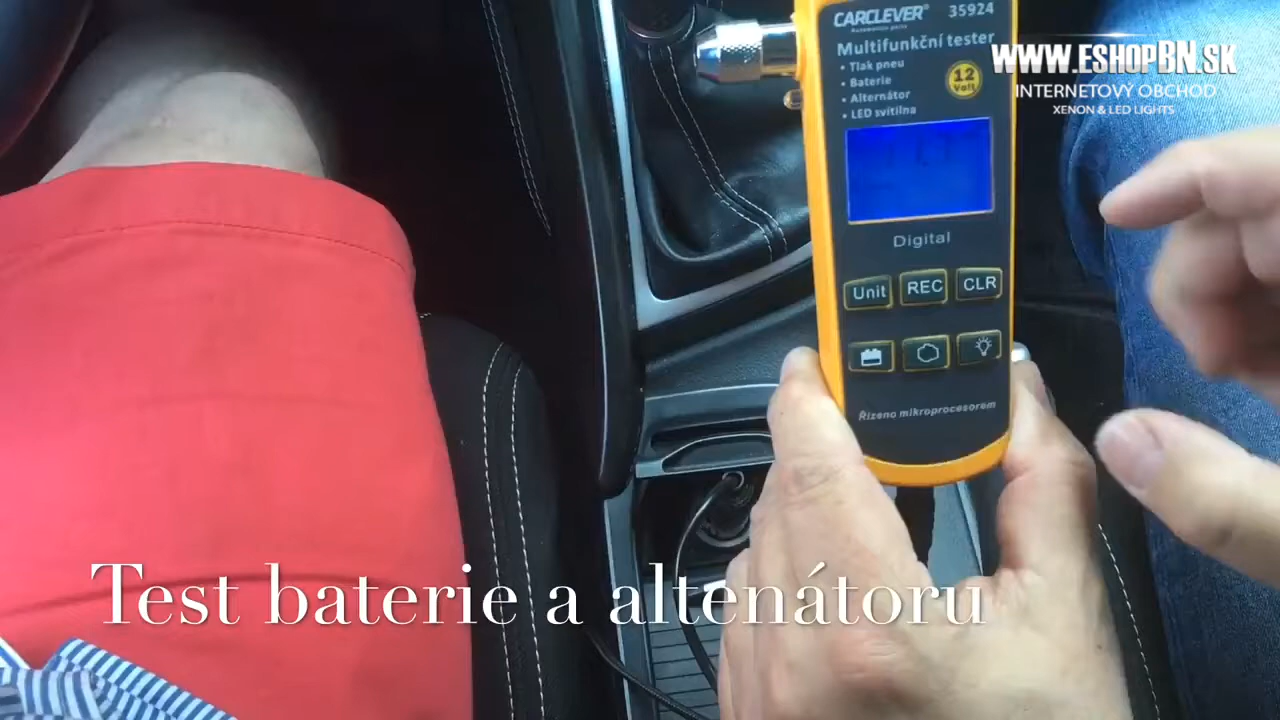 CARCLEVER® 35924
Multifunkční tester
• Tlak pneu
• Baterie
• Alternátor
• LED svítilna
12
Volt
WWW.ESHOPBN.SK
INTERNETOVÝ OBCHOD
XENON & LED LIGHTS
Digital
Unit REC CLR
Řízeno mikroprocesorem
Test baterie a altenátoru